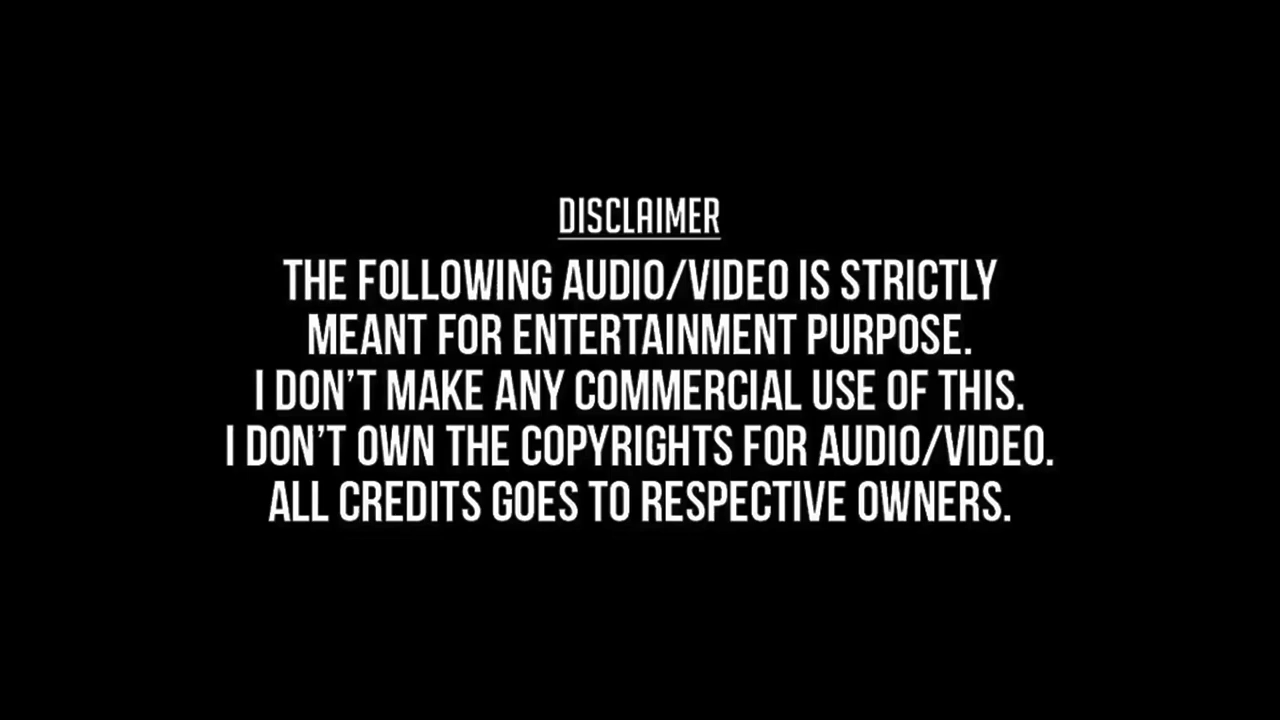 DISCLAIMER
THE FOLLOWING AUDIO/VIDEO IS STRICTLY
MEANT FOR ENTERTAINMENT PURPOSE.
I DON’T MAKE ANY COMMERCIAL USE OF THIS.
I DON’T OWN THE COPYRIGHTS FOR AUDIO/VIDEO.
ALL CREDITS GOES TO RESPECTIVE OWNERS.